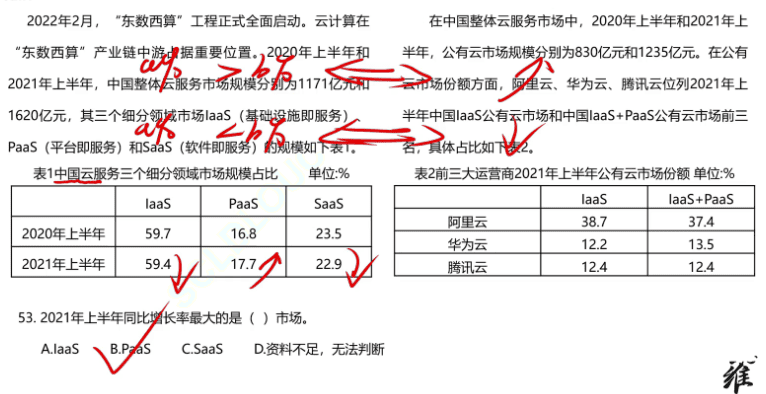 2022年2月，“东数西算”工程正式全面启动。云计算在
“东数西算”产业链中游占据重要位置。2020年上半年和
2021年上半年，中国整体云服务市场规模分别为1171亿元和
1620亿元，其三个细分领域市场IaaS（基础设施即服务）、
PaaS（平台即服务）和SaaS（软件即服务）的规模如下表1。
a% > b%
a% < b%
表1中国云服务三个细分领域市场规模占比 单位:%
IaaS PaaS SaaS
2020年上半年 59.7 16.8 23.5
2021年上半年 59.4 17.7 22.9
在中国整体云服务市场中，2020年上半年和2021年上
半年，公有云市场规模分别为830亿元和1235亿元。在公有
云市场份额方面，阿里云、华为云、腾讯云位列2021年上
半年中国IaaS公有云市场和中国IaaS+PaaS公有云市场前三
名，具体占比如下表2。
表2前三大运营商2021年上半年公有云市场份额 单位:%
IaaS IaaS+PaaS
阿里云 38.7 37.4
华为云 12.2 13.5
腾讯云 12.4 12.4
53. 2021年上半年同比增长率最大的是（ ）市场。
A.IaaS B.PaaS C.SaaS D.资料不足，无法判断